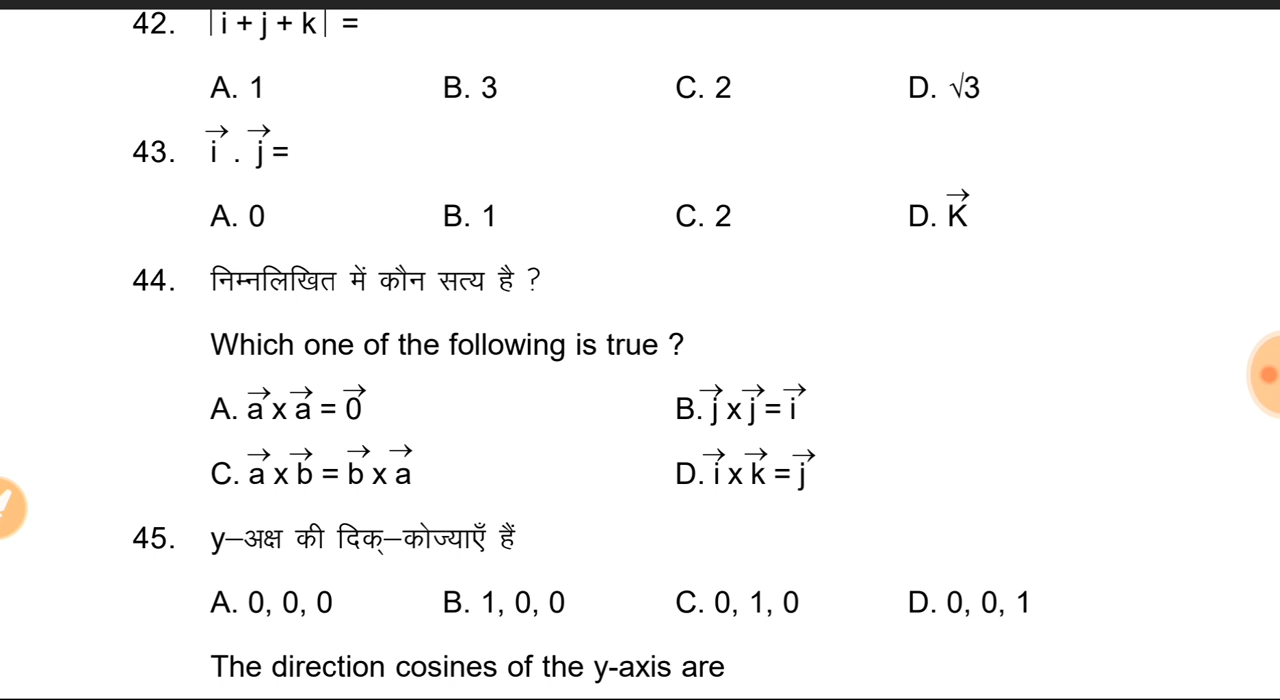 42. |i + j + k| =
A. 1 B. 3 C. 2 D. √3
43. i⃗ . j⃗ =
A. 0 B. 1 C. 2 D. K⃗
44. निम्नलिखित में कौन सत्य है ?
Which one of the following is true ?
A. a⃗ x a⃗ = 0⃗ B. j⃗ x j⃗ = i⃗
C. a⃗ x b⃗ = b⃗ x a⃗ D. i⃗ x k⃗ = j⃗
45. y–अक्ष की दिक्–कोज्याएँ हैं
A. 0, 0, 0 B. 1, 0, 0 C. 0, 1, 0 D. 0, 0, 1
The direction cosines of the y-axis are